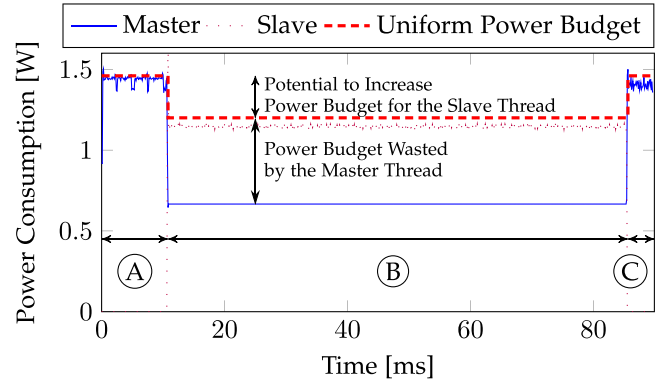 Master Slave Uniform Power Budget
Power Consumption [W]
1.5
1
0.5
0
Potential to Increase
Power Budget for the Slave Thread
Power Budget Wasted
by the Master Thread
A B C
0 20 40 60 80
Time [ms]